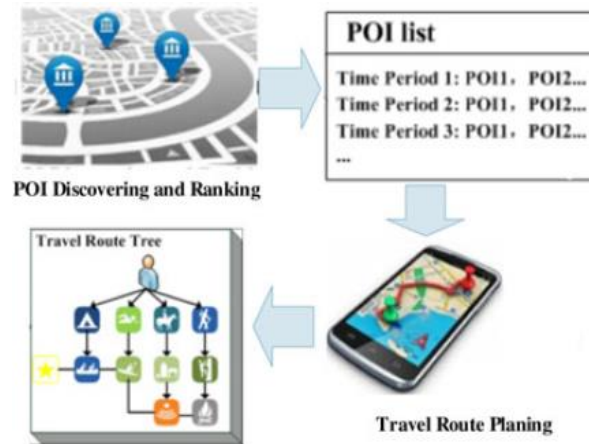 POI list
Time Period 1: POI1， POI2...
Time Period 2: POI1， POI2...
Time Period 3: POI1， POI2...
...
POI Discovering and Ranking
Travel Route Tree
Travel Route Planing